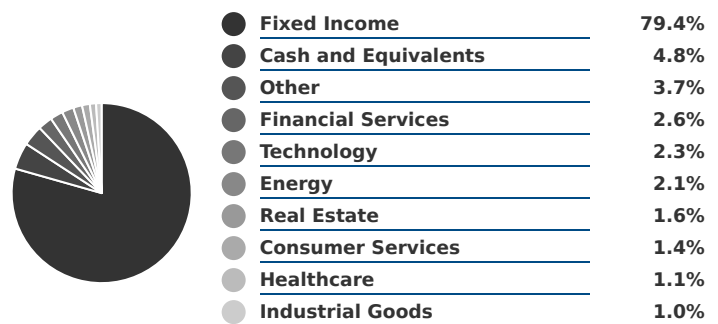 Fixed Income 79.4%
Cash and Equivalents 4.8%
Other 3.7%
Financial Services 2.6%
Technology 2.3%
Energy 2.1%
Real Estate 1.6%
Consumer Services 1.4%
Healthcare 1.1%
Industrial Goods 1.0%